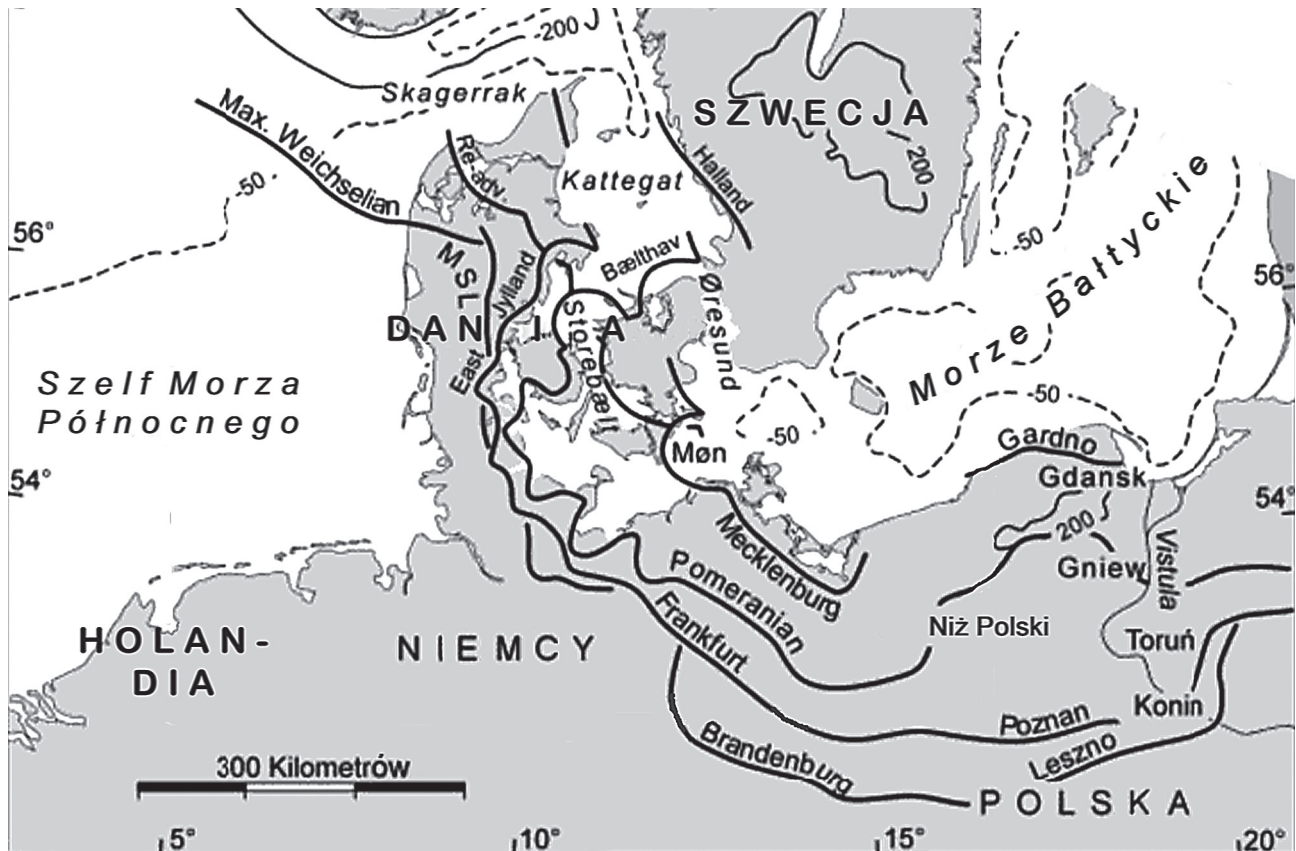 -200
Skagerrak
SZWECJA
Max. Weichselian
Re-adv.
200
Halland
Kattegat
-50
-50
56°
56°
MSL
Jylland
Bælthav
Øresund
Storebælt
DANIA
East
Morze Bałtyckie
Szelf Morza
Północnego
-50
-50
Møn
Gardno
Gdansk
54°
54°
200
Gniew
Vistula
Mecklenburg
Pomeranian
Frankfurt
Niż Polski
Toruń
HOLAN-
DIA
NIEMCY
Konin
Poznan
Leszno
Brandenburg
300 Kilometrów
POLSKA
5°
10°
15°
20°